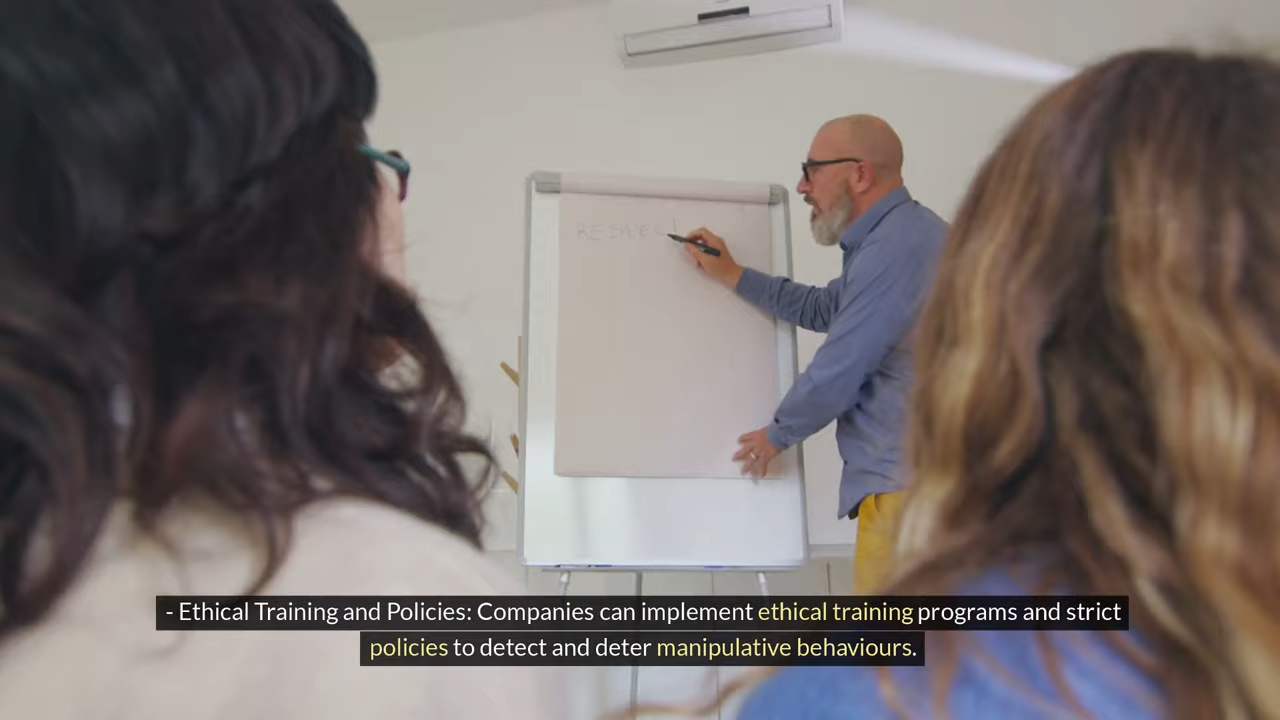 - Ethical Training and Policies: Companies can implement ethical training programs and strict
policies to detect and deter manipulative behaviours.